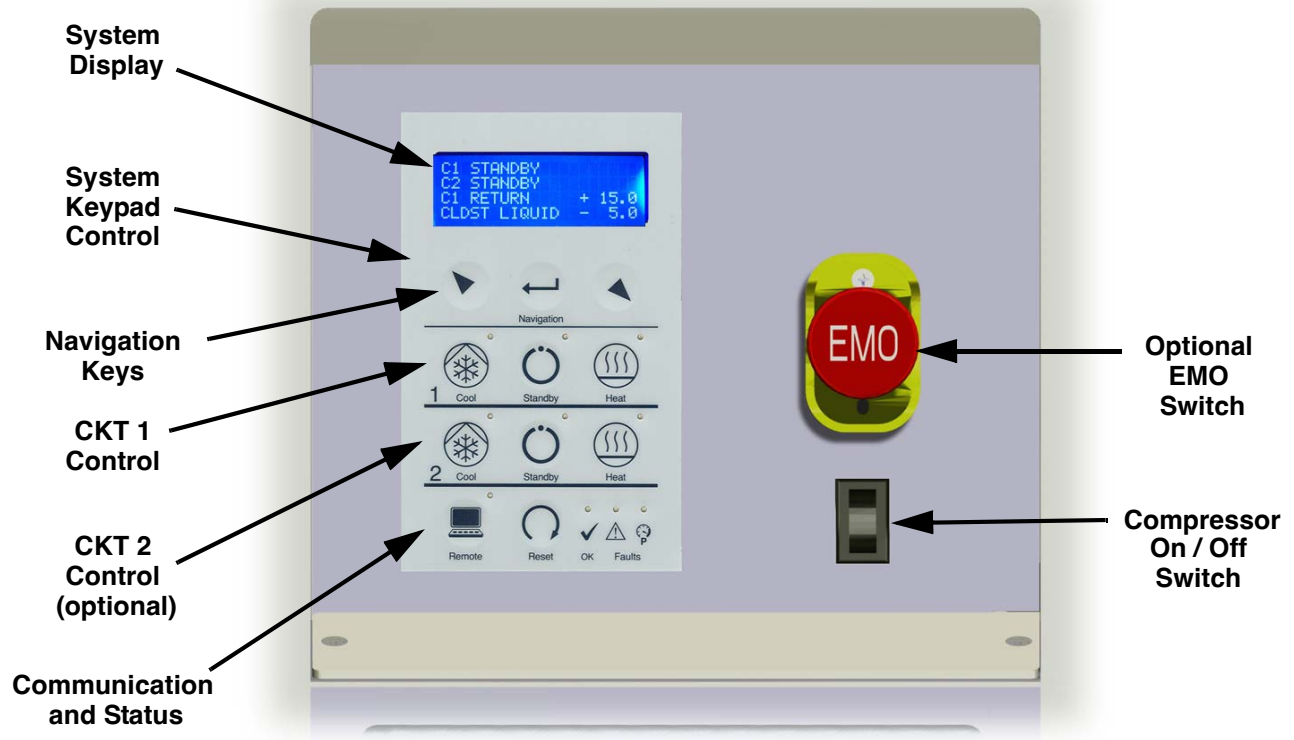 System
Display
System
Keypad
Control
Navigation
Keys
CKT 1
Control
CKT 2
Control
(optional)
Communication
and Status
C1 STANDBY
C2 STANDBY
C1 RETURN + 15.0
CLDST LIQUID - 5.0
Navigation
1 Cool Standby Heat
2 Cool Standby Heat
P
Remote Reset OK Faults
EMO
Optional
EMO
Switch
Compressor
On / Off
Switch